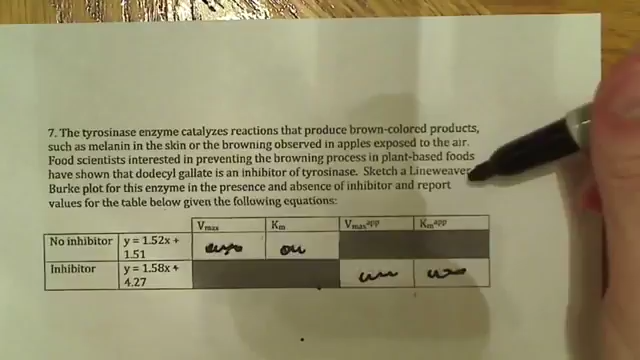 7. The tyrosinase enzyme catalyzes reactions that produce brown-colored products,
such as melanin in the skin or the browning observed in apples exposed to the air.
Food scientists interested in preventing the browning process in plant-based foods
have shown that dodecyl gallate is an inhibitor of tyrosinase. Sketch a Lineweaver
Burke plot for this enzyme in the presence and absence of inhibitor and report
values for the table below given the following equations:
Vmax Km Vmax app Km app
No inhibitor y = 1.52x +
1.51
Inhibitor y = 1.58x +
4.27